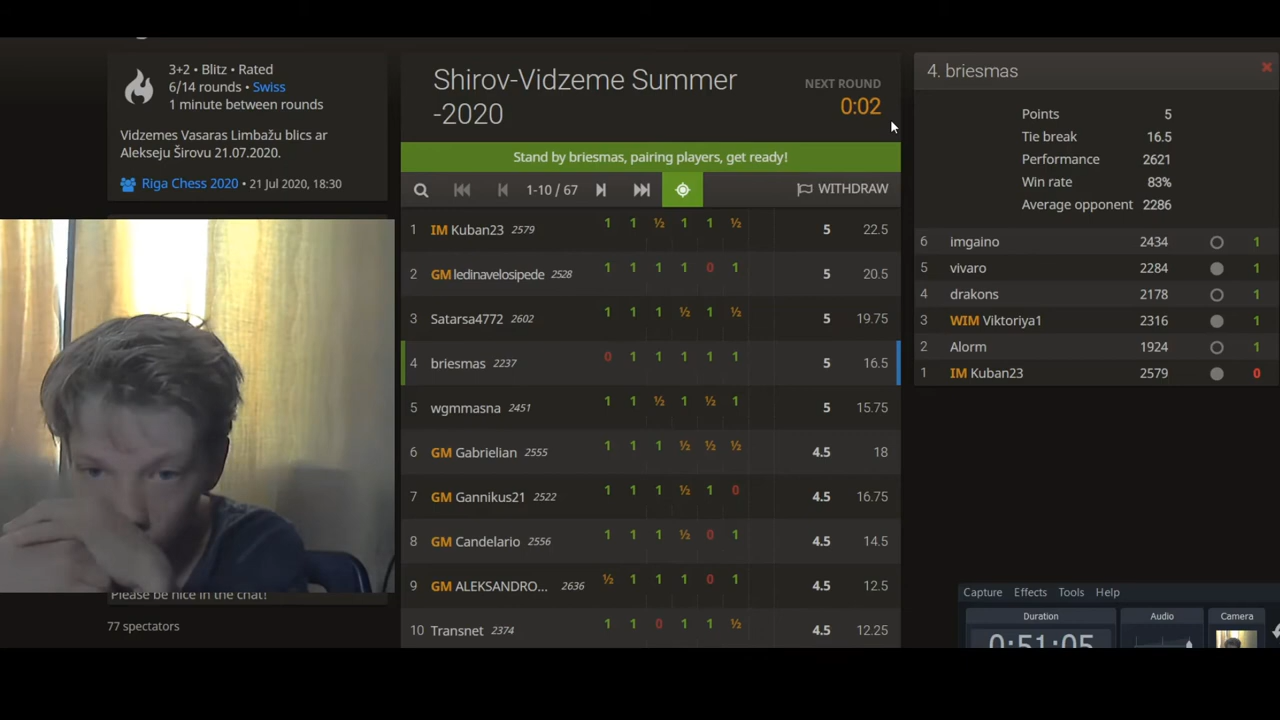 3+2 • Blitz • Rated
6/14 rounds • Swiss
1 minute between rounds
Vidzemes Vasaras Limbažu blics ar
Alekseju Širovu 21.07.2020.
Riga Chess 2020 • 21 Jul 2020, 18:30
Please be nice in the chat!
77 spectators
Shirov-Vidzeme Summer
-2020
NEXT ROUND
0:02
Stand by briesmas, pairing players, get ready!
1-10 / 67
WITHDRAW
1 IM Kuban23 2579 1 1 ½ 1 1 ½ 5 22.5
2 GM ledinavelosipede 2528 1 1 1 1 0 1 5 20.5
3 Satarsa4772 2602 1 1 1 ½ 1 ½ 5 19.75
4 briesmas 2237 0 1 1 1 1 1 5 16.5
5 wgmmasna 2451 1 1 ½ 1 ½ 1 5 15.75
6 GM Gabrielian 2555 1 1 1 ½ ½ ½ 4.5 18
7 GM Gannikus21 2522 1 1 1 ½ 1 0 4.5 16.75
8 GM Candelario 2556 1 1 1 ½ 0 1 4.5 14.5
9 GM ALEKSANDRO... 2636 ½ 1 1 1 0 1 4.5 12.5
10 Transnet 2374 1 1 0 1 1 ½ 4.5 12.25
4. briesmas
Points 5
Tie break 16.5
Performance 2621
Win rate 83%
Average opponent 2286
6 imgaino 2434 1
5 vivaro 2284 1
4 drakons 2178 1
3 WIM Viktoriya1 2316 1
2 Alorm 1924 1
1 IM Kuban23 2579 0
Capture Effects Tools Help
Duration Audio Camera
0:51:05